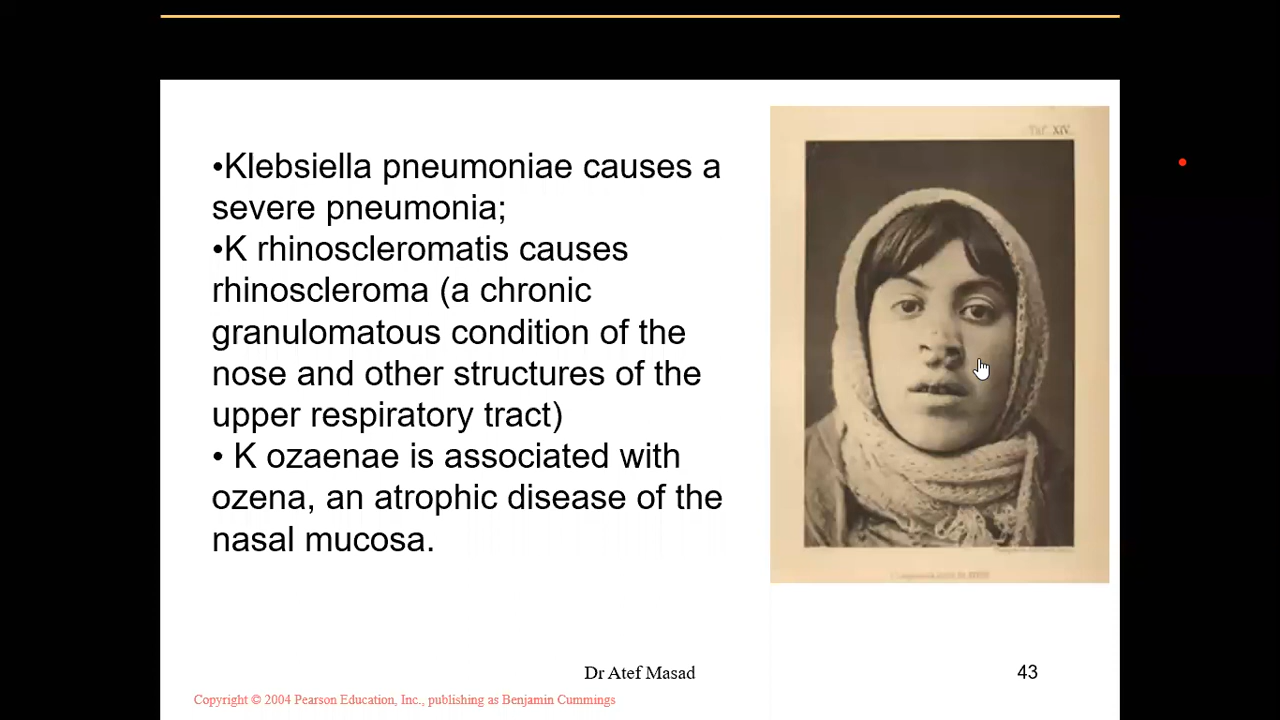 •Klebsiella pneumoniae causes a
severe pneumonia;
•K rhinoscleromatis causes
rhinoscleroma (a chronic
granulomatous condition of the
nose and other structures of the
upper respiratory tract)
• K ozaenae is associated with
ozena, an atrophic disease of the
nasal mucosa.
Taf. XIV.
Dr Atef Masad
43
Copyright © 2004 Pearson Education, Inc., publishing as Benjamin Cummings